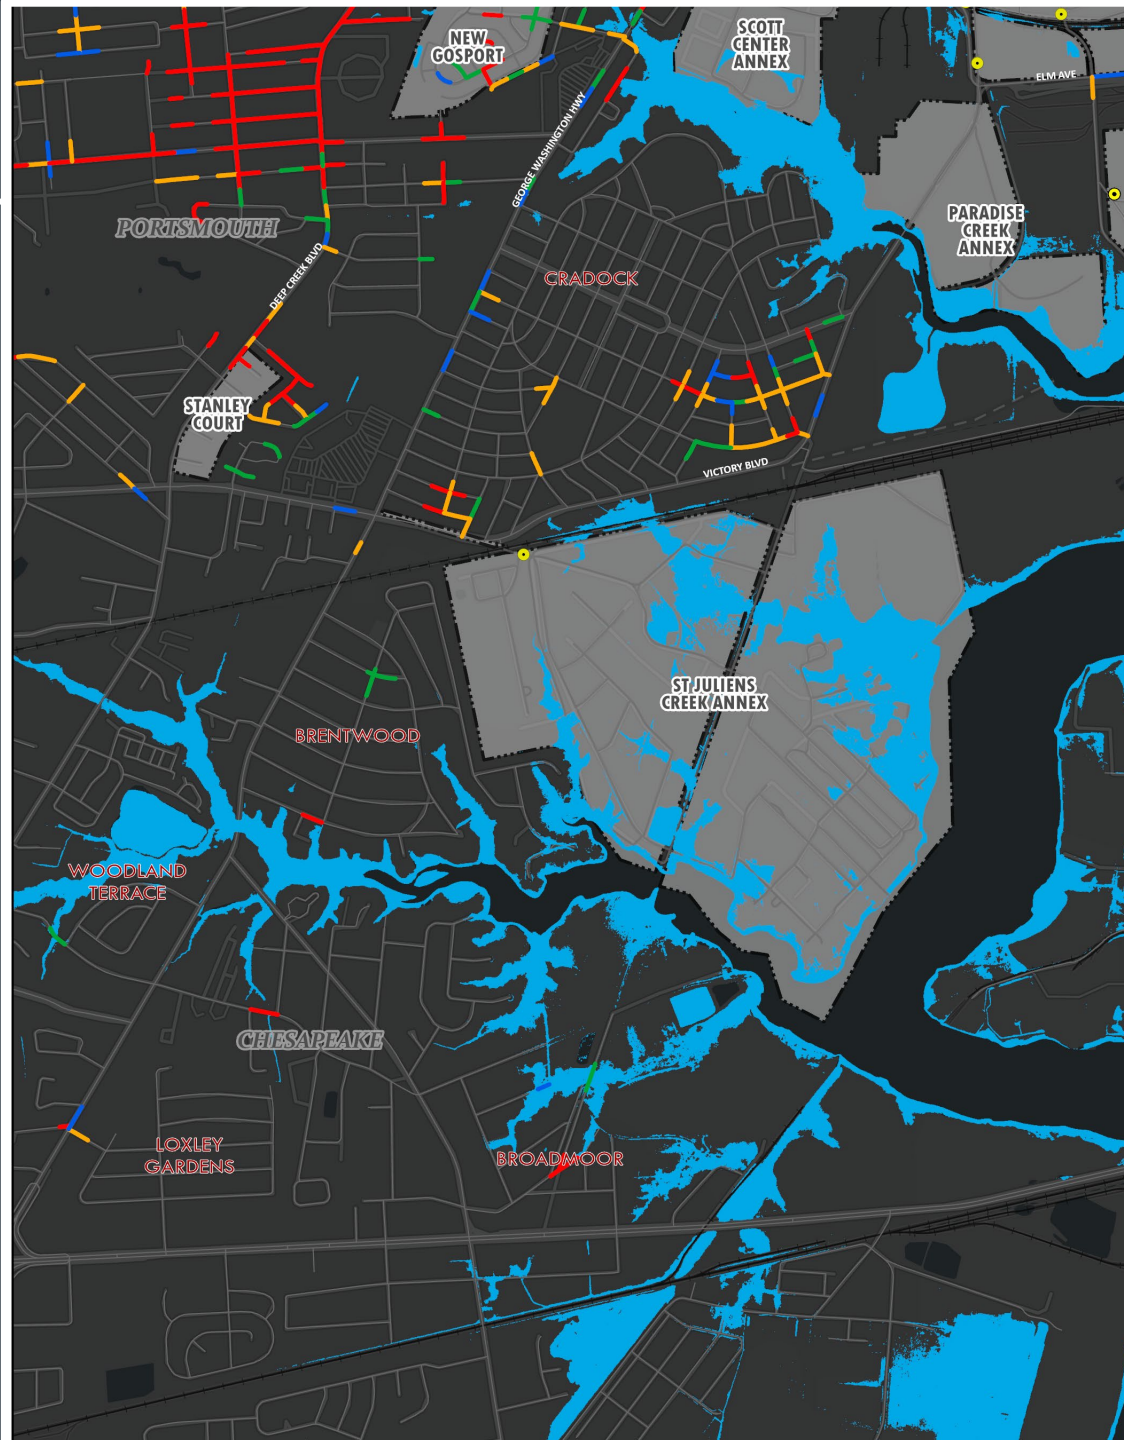 NEW
GOSPORT
SCOTT
CENTER
ANNEX
ELM AVE
GEORGE WASHINGTON HWY
PORTSMOUTH
PARADISE
CREEK
ANNEX
DEEP CREEK BLVD
CRADOCK
STANLEY
COURT
VICTORY BLVD
ST JULIENS
CREEK ANNEX
BRENTWOOD
WOODLAND
TERRACE
CHESAPEAKE
LOXLEY
GARDENS
BROADMOOR